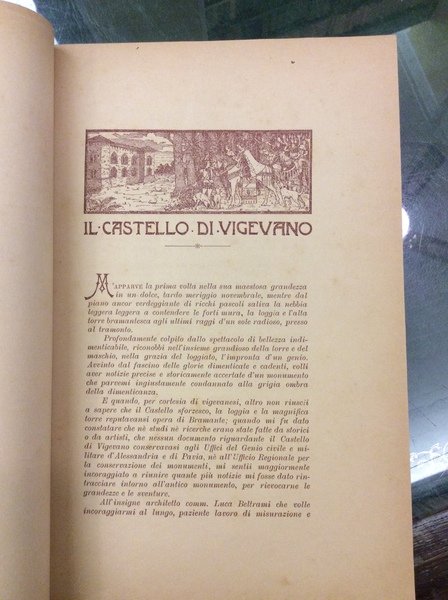 IL·CASTELLO·DI·VIGEVANO
M'APPARVE la prima volta nella sua maestosa grandezza
in un dolce, tardo meriggio novembrale, mentre dal
piano ancor verdeggiante di ricchi pascoli saliva la nebbia
leggera leggera a contendere le forti mura, la loggia e l'alta
torre bramantesca agli ultimi raggi d'un sole radioso, presso
al tramonto.
Profondamente colpito dallo spettacolo di bellezza indi-
menticabile, riconobbi nell'insieme grandioso della torre e del
maschio, nella grazia del loggiato, l'impronta d'un genio.
Avvinto dal fascino delle glorie dimenticate e cadenti, volli
aver notizie precise e storicamente accertate d'un monumento
che parvemi ingiustamente condannato alla grigia ombra
della dimenticanza.
E quando, per cortesia di vigevanesi, altro non riuscii
a sapere che il Castello sforzesco, la loggia e la magnifica
torre reputavansi opera di Bramante; quando mi fu dato
constatare che nè studi nè ricerche erano state fatte da storici
o da artisti, che nessun documento riguardante il Castello
di Vigevano conservavasi agli Uffici del Genio civile e mi-
litare d'Alessandria e di Pavia, nè all'Ufficio Regionale per
la conservazione dei monumenti, mi sentii maggiormente
incoraggiato a riunire quante più notizie mi fosse dato rin-
tracciare intorno all'antico monumento, per rievocarne le
grandezze e le sventure.
All'insigne architetto comm. Luca Beltrami che volle
incoraggiarmi al lungo, paziente lavoro di misurazione e